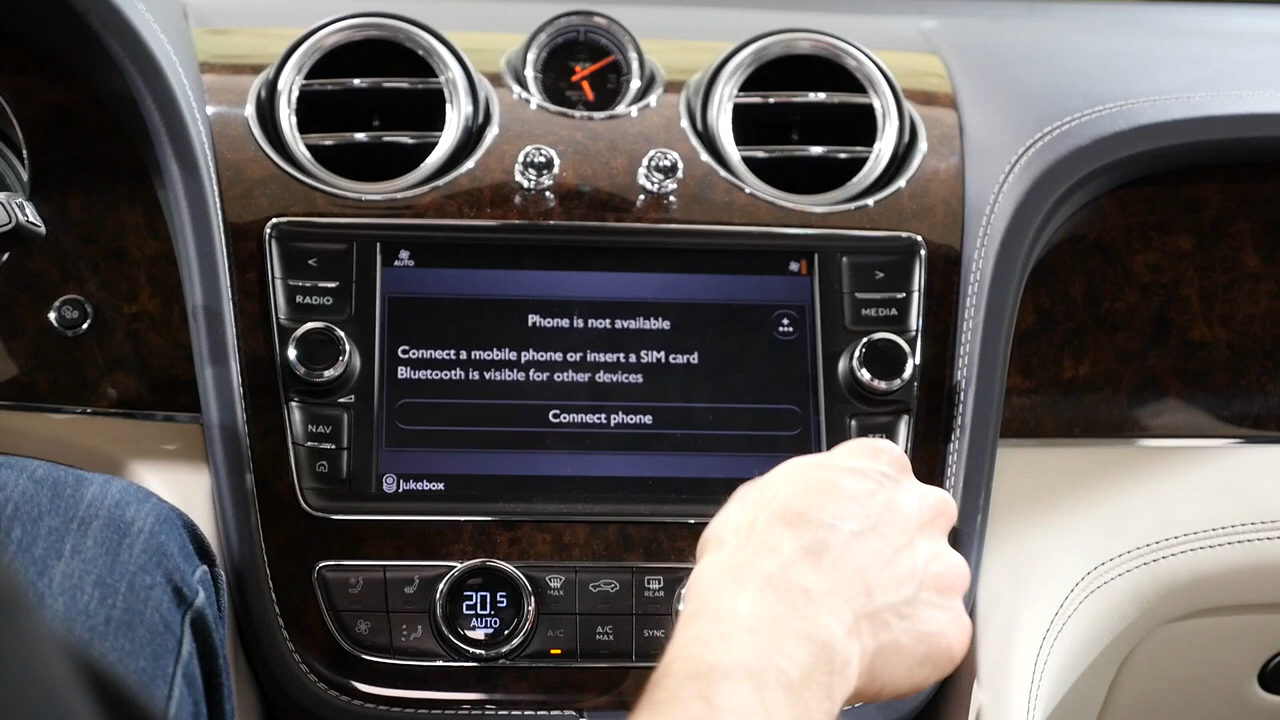 AUTO
<
RADIO
>
MEDIA
Phone is not available
Connect a mobile phone or insert a SIM card
Bluetooth is visible for other devices
Connect phone
NAV
Jukebox
20.5
AUTO
MAX
REAR
A/C
A/C
MAX
SYNC